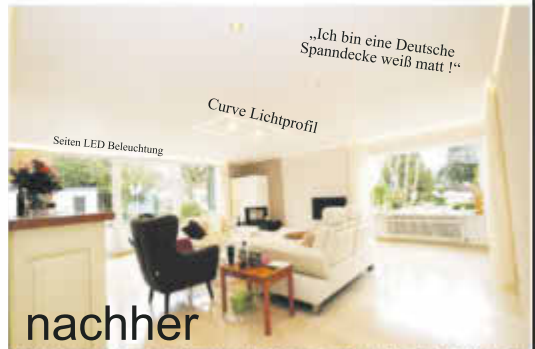 „Ich bin eine Deutsche
Spanndecke weiß matt !“
Curve Lichtprofil
Seiten LED Beleuchtung
nachher